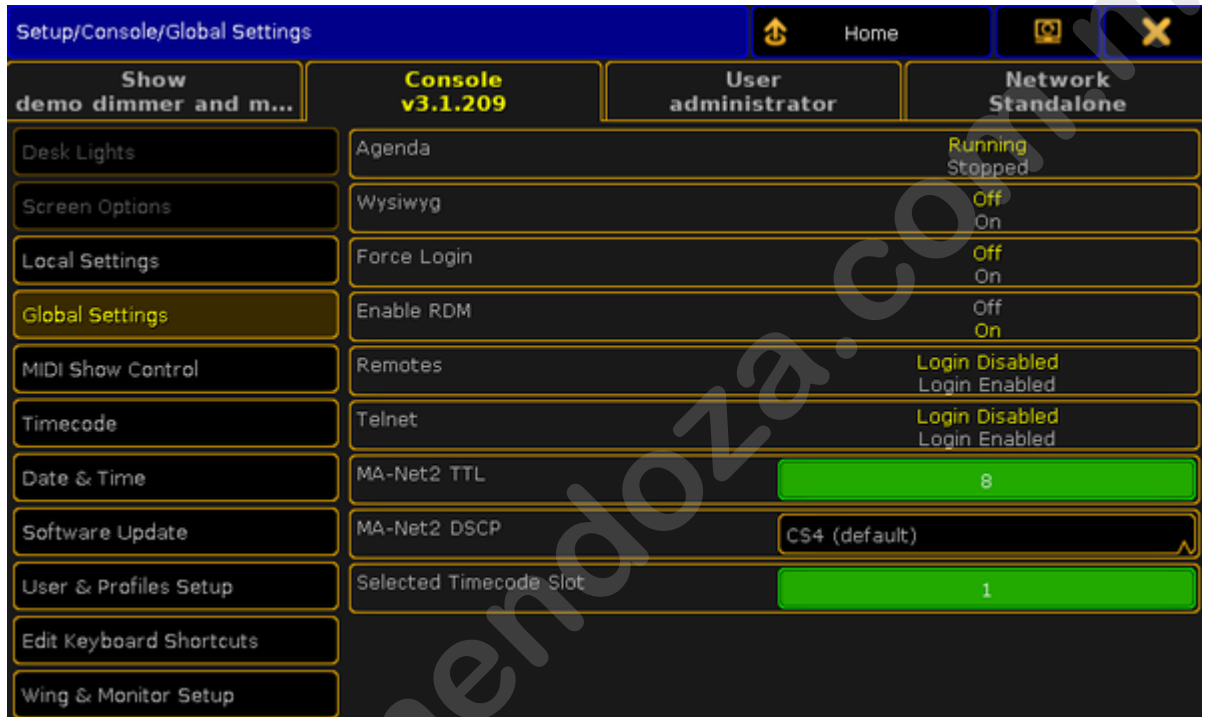 Setup/Console/Global Settings
Home
Show
demo dimmer and m...
Console
v3.1.209
User
administrator
Network
Standalone
Desk Lights
Screen Options
Local Settings
Global Settings
MIDI Show Control
Timecode
Date & Time
Software Update
User & Profiles Setup
Edit Keyboard Shortcuts
Wing & Monitor Setup
Agenda
Running
Stopped
Wysiwyg
Off
On
Force Login
Off
On
Enable RDM
Off
On
Remotes
Login Disabled
Login Enabled
Telnet
Login Disabled
Login Enabled
MA-Net2 TTL
8
MA-Net2 DSCP
CS4 (default)
Selected Timecode Slot
1
endoza.com.m